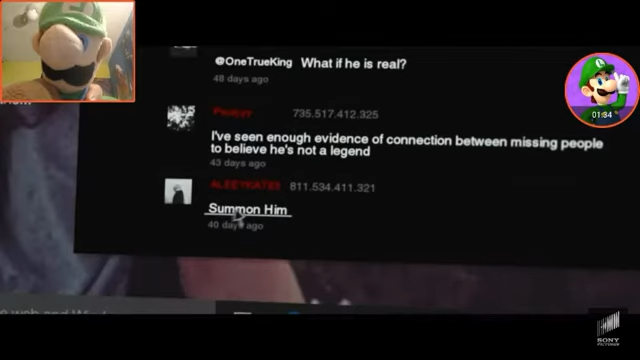 @OneTrueKing What if he is real?
48 days ago
735.517.412.325
I've seen enough evidence of connection between missing people
to believe he's not a legend
43 days ago
811.534.411.321
Summon Him
40 days ago
01:34
SONY
PICTURES